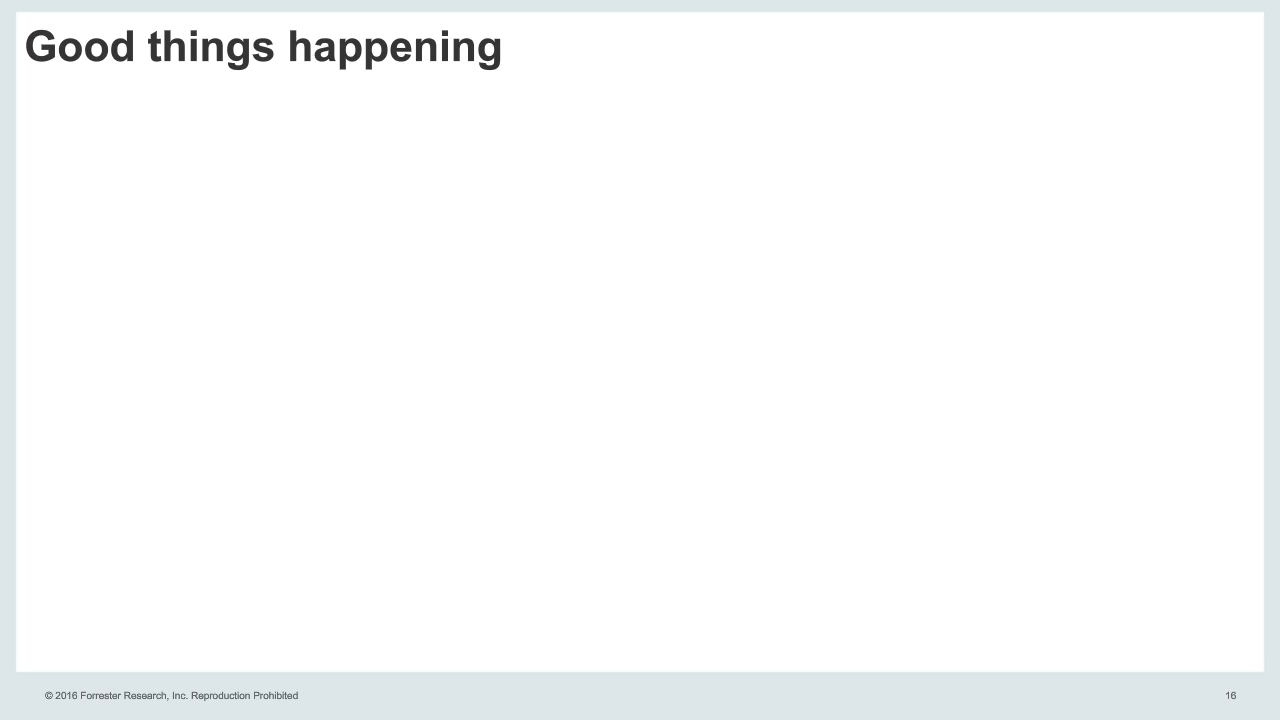 Good things happening
© 2016 Forrester Research, Inc. Reproduction Prohibited
16